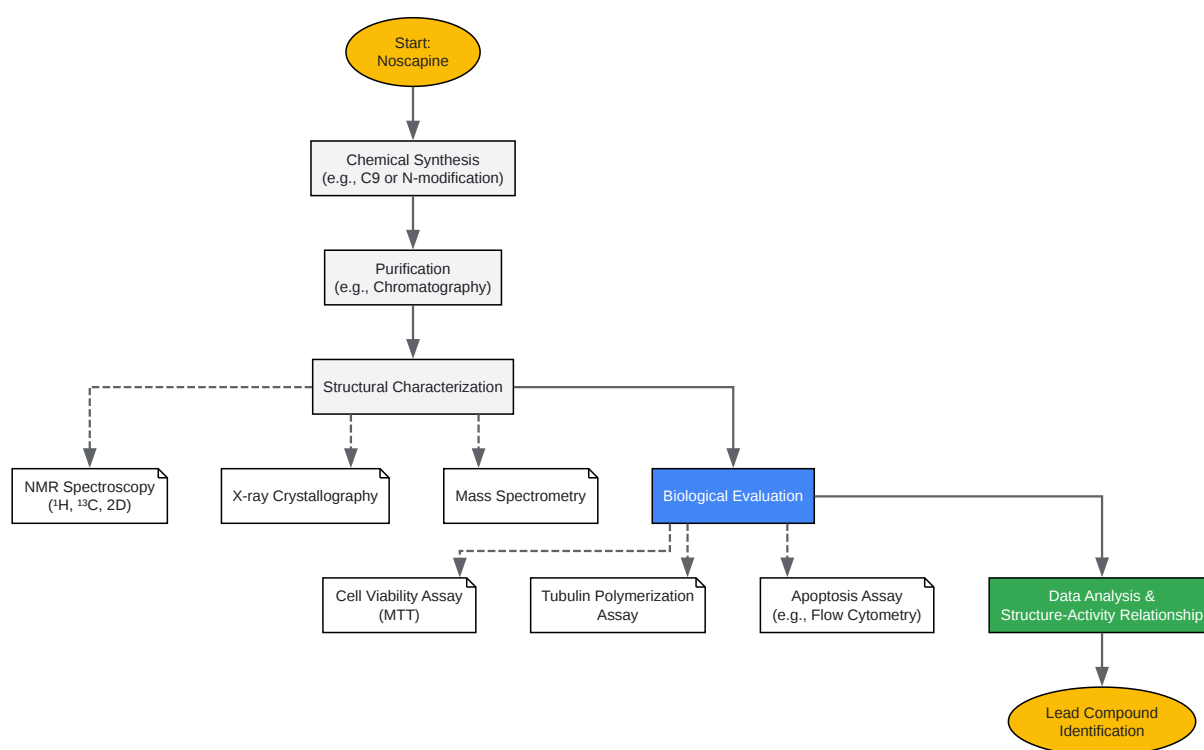 Start:
Noscapine
Chemical Synthesis
(e.g., C9 or N-modification)
Purification
(e.g., Chromatography)
Structural Characterization
NMR Spectroscopy
(¹H, ¹³C, 2D)
X-ray Crystallography
Mass Spectrometry
Biological Evaluation
Cell Viability Assay
(MTT)
Tubulin Polymerization
Assay
Apoptosis Assay
(e.g., Flow Cytometry)
Data Analysis &
Structure-Activity Relationship
Lead Compound
Identification